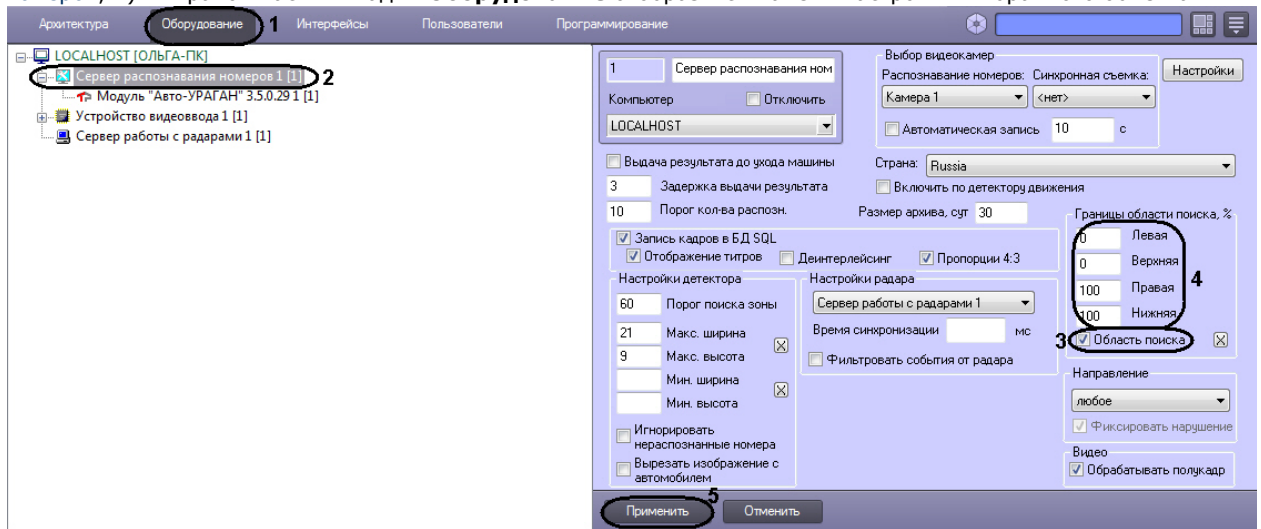 Архитектура Оборудование 1 Интерфейсы Пользователи Программирование
LOCALHOST [ОЛЬГА-ПК]
Сервер распознавания номеров 1 [1] 2
Модуль "Авто-УРАГАН" 3.5.0.29 1 [1]
Устройство видеоввода 1 [1]
Сервер работы с радарами 1 [1]
1 Сервер распознавания ном
Компьютер Отключить
LOCALHOST
Выбор видеокамер
Распознавание номеров: Синхронная съемка: Настройки
Камера 1 <нет>
Автоматическая запись 10 с
Выдача результата до ухода машины
Страна: Russia
3 Задержка выдачи результата
Включить по детектору движения
10 Порог кол-ва распозн.
Размер архива, сут 30
Границы области поиска, %
0 Левая
0 Верхняя
100 Правая
100 Нижняя
4
3 Область поиска
Запись кадров в БД SQL
Отображение титров Деинтерлейсинг Пропорции 4:3
Настройки детектора
60 Порог поиска зоны
21 Макс. ширина
9 Макс. высота
Мин. ширина
Мин. высота
Игнорировать
нераспознанные номера
Вырезать изображение с
автомобилем
Настройки радара
Сервер работы с радарами 1
Время синхронизации мс
Фильтровать события от радара
Направление
любое
Фиксировать нарушение
Видео
Обрабатывать полукадр
Применить 5 Отменить